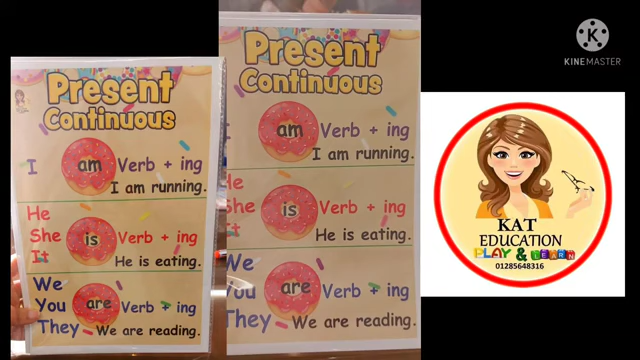 Present
Continuous
I am Verb + ing
I am running.
He
She is Verb + ing
It He is eating.
We
You are Verb + ing
They We are reading.
Present
Continuous
I am Verb + ing
I am running.
He
She is Verb + ing
It He is eating.
We
You are Verb + ing
They We are reading.
K
KINEMASTER
KAT
EDUCATION
PLAY & LEARN
01285648316